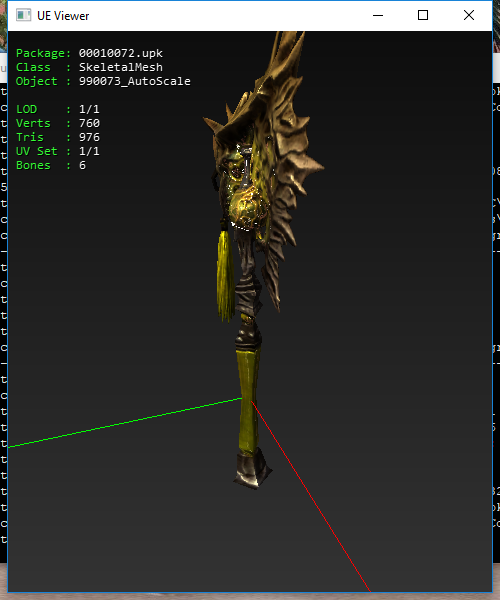 UE Viewer
Package: 00010072.upk
Class  : SkeletalMesh
Object : 990073_AutoScale
LOD    : 1/1
Verts  : 760
Tris   : 976
UV Set : 1/1
Bones  : 6